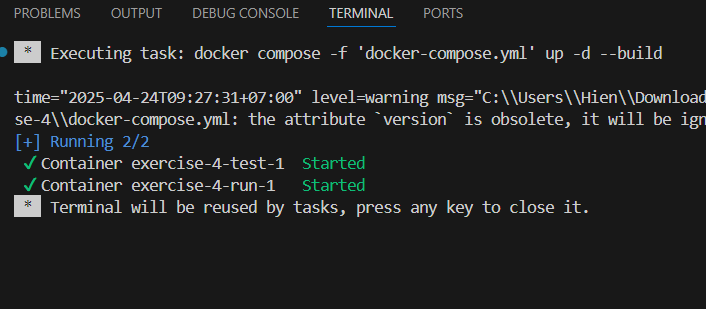 PROBLEMS OUTPUT DEBUG CONSOLE TERMINAL PORTS
* Executing task: docker compose -f 'docker-compose.yml' up -d --build
time="2025-04-24T09:27:31+07:00" level=warning msg="C:\\Users\\Hien\\Download
se-4\\docker-compose.yml: the attribute `version` is obsolete, it will be ign
[+] Running 2/2
✓ Container exercise-4-test-1 Started
✓ Container exercise-4-run-1 Started
* Terminal will be reused by tasks, press any key to close it.